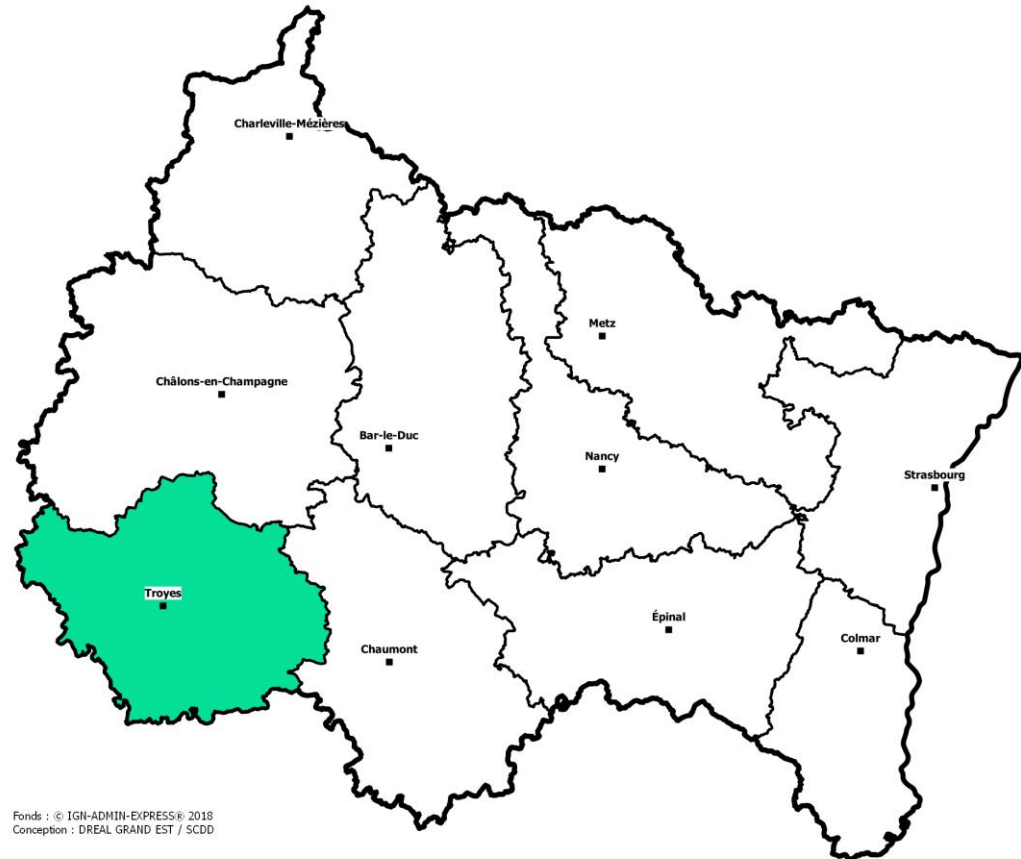 Charleville-Mézières
Metz
Châlons-en-Champagne
Bar-le-Duc
Nancy
Strasbourg
Troyes
Épinal
Colmar
Chaumont
Fonds : © IGN-ADMIN-EXPRESS® 2018
Conception : DREAL GRAND EST / SCDD